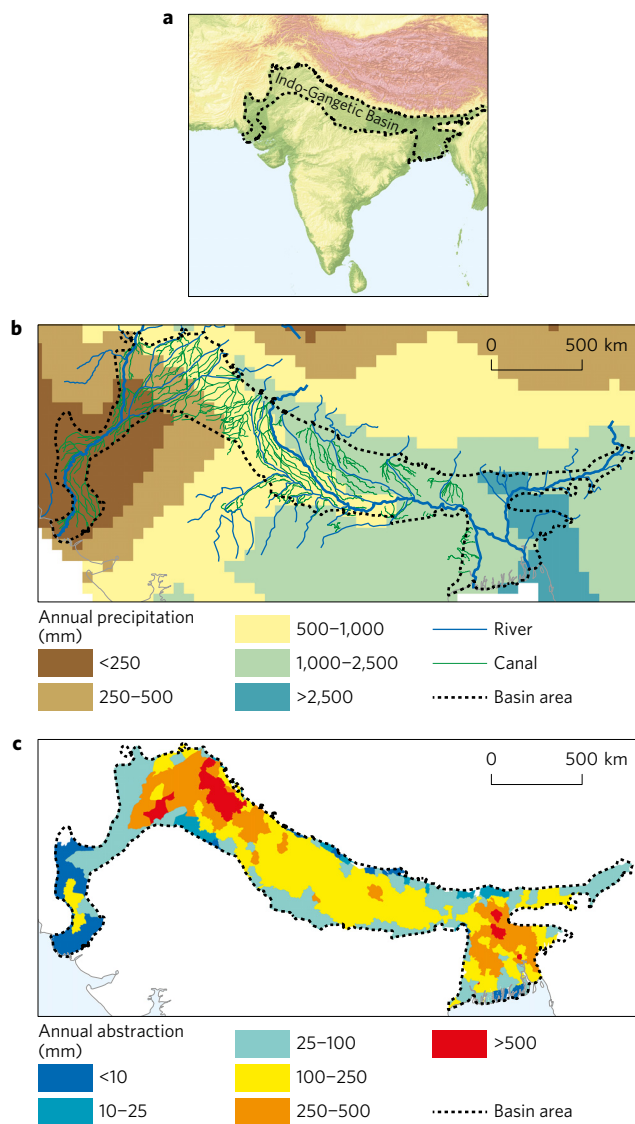 a
Indo-Gangetic Basin
b
0 500 km
Annual precipitation
(mm)
<250
250–500
500–1,000
1,000–2,500
>2,500
River
Canal
Basin area
c
0 500 km
Annual abstraction
(mm)
<10
10–25
25–100
100–250
250–500
>500
Basin area